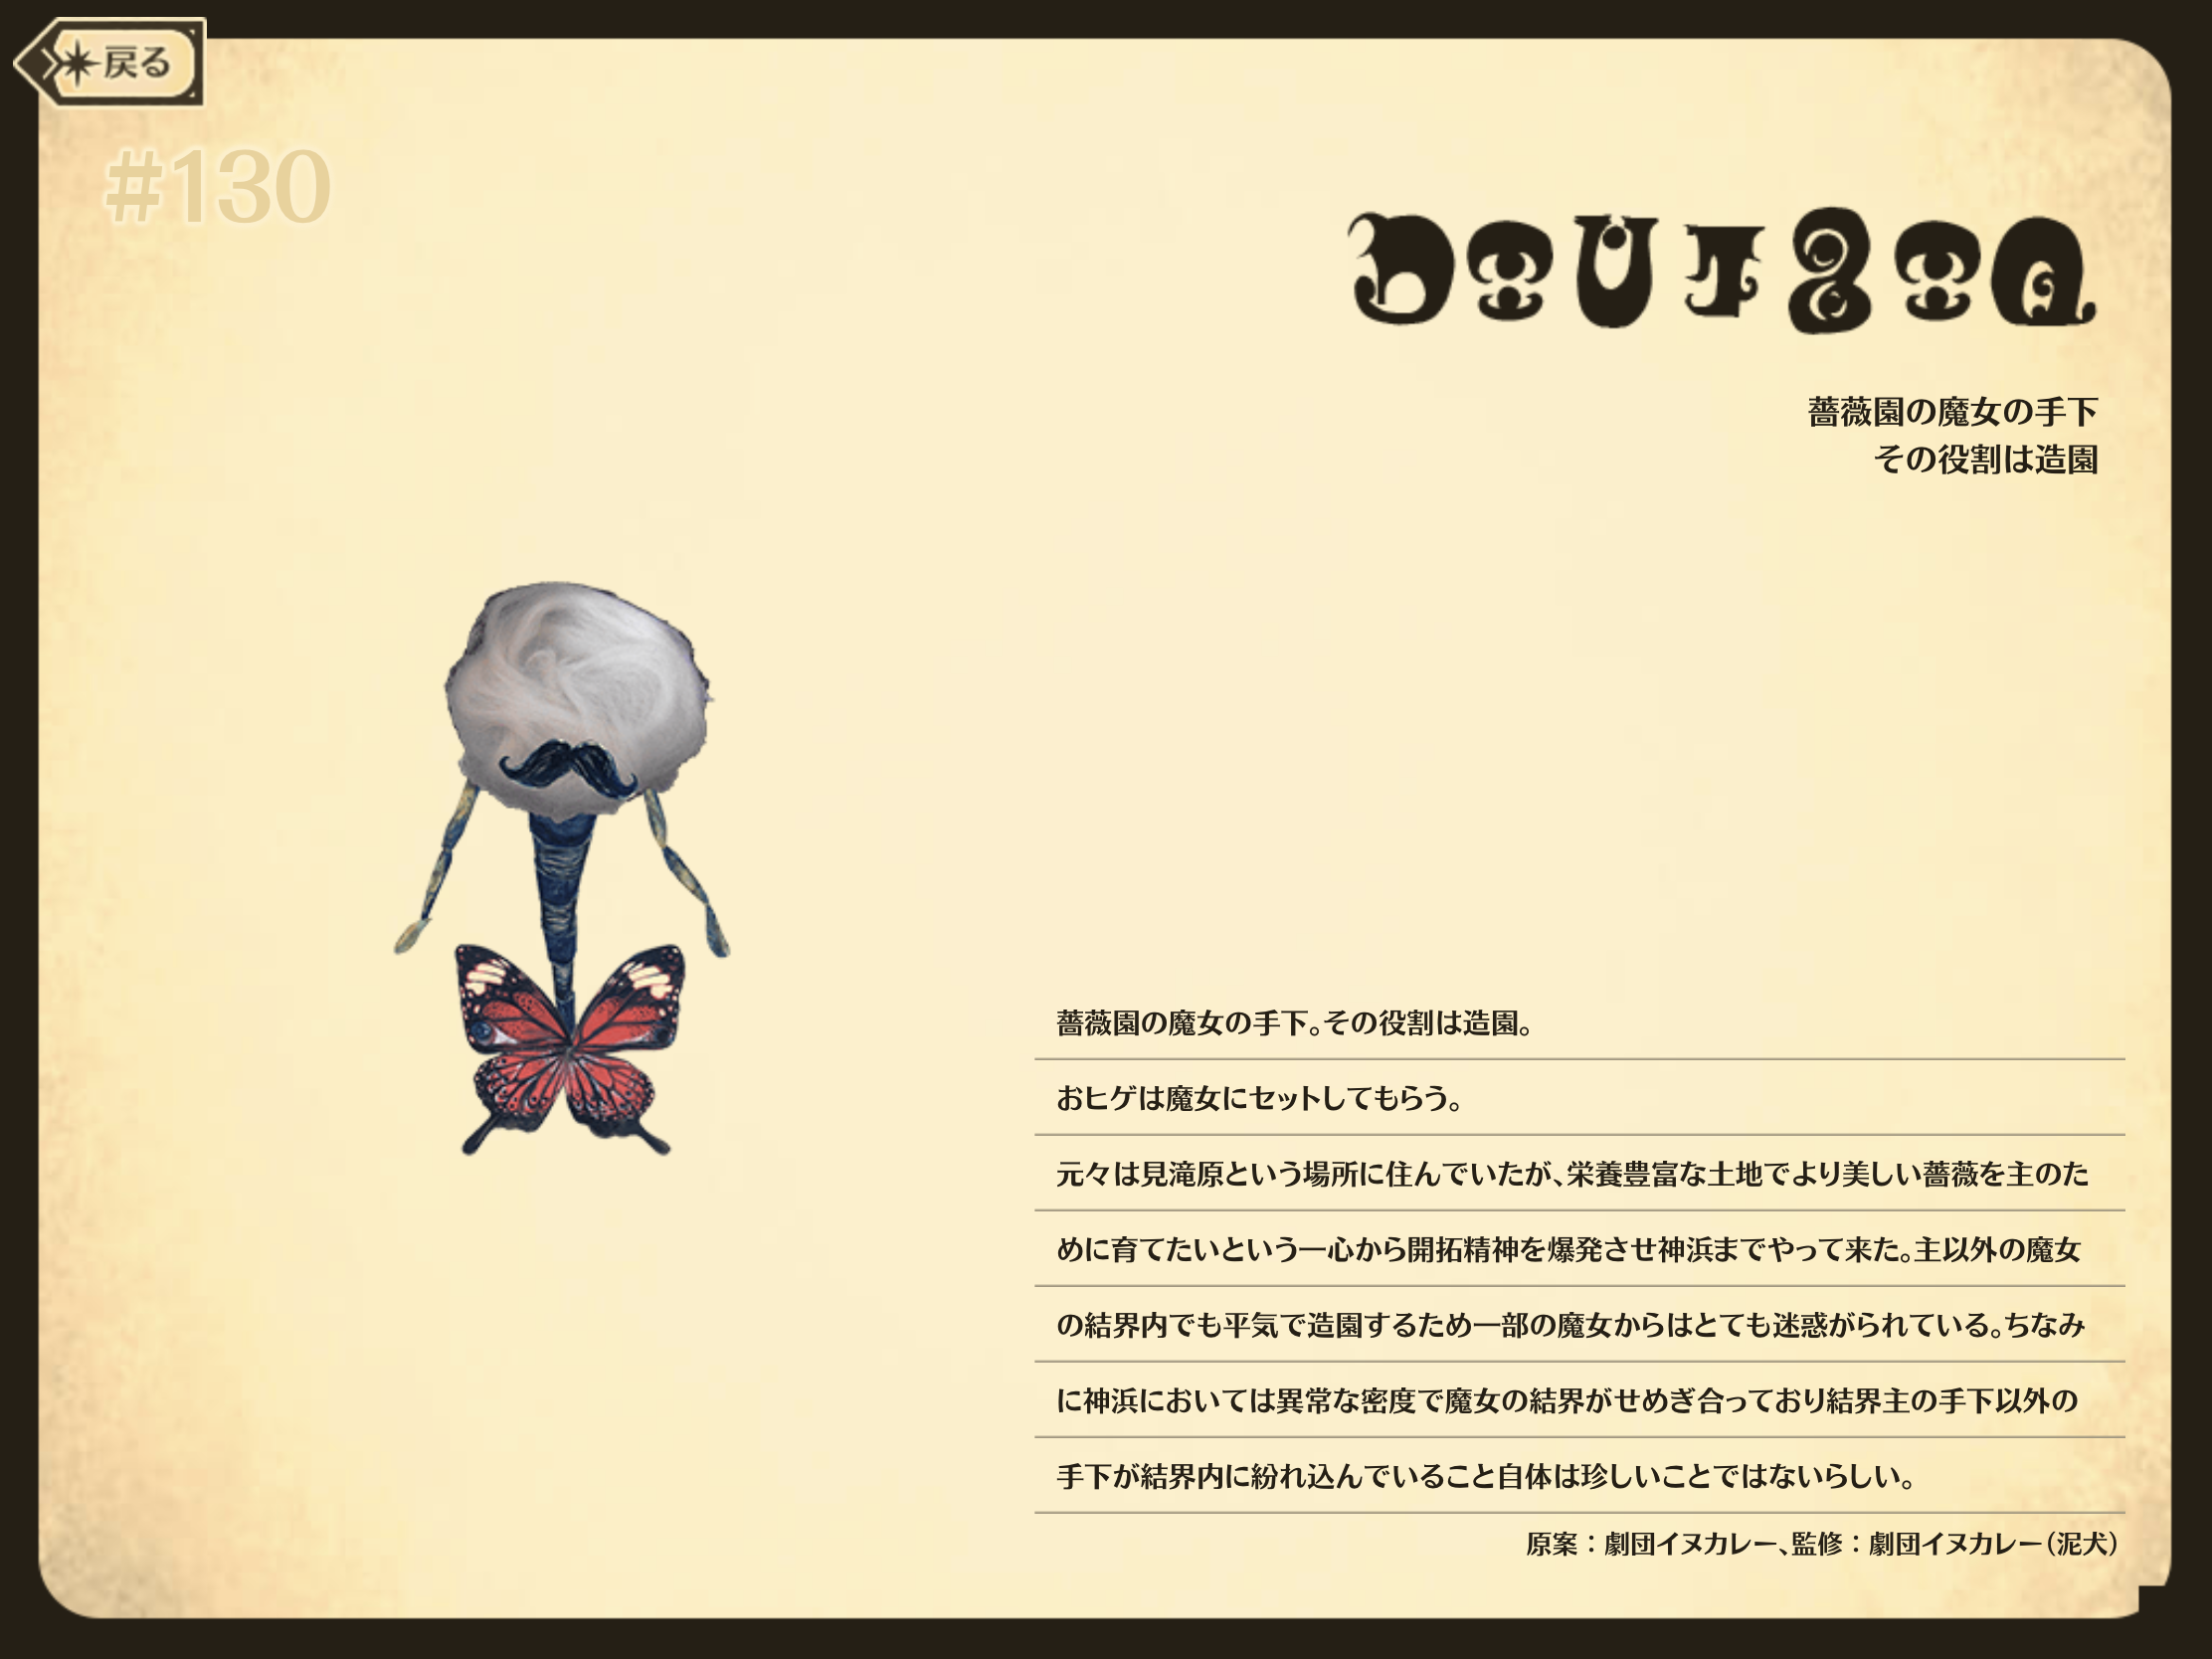 戻る
#130
薔薇園の魔女の手下
その役割は造園
薔薇園の魔女の手下。その役割は造園。
おヒゲは魔女にセットしてもらう。
元々は見滝原という場所に住んでいたが、栄養豊富な土地でより美しい薔薇を主のた
めに育てたいという一心から開拓精神を爆発させ神浜までやって来た。主以外の魔女
の結界内でも平気で造園するため一部の魔女からはとても迷惑がられている。ちなみ
に神浜においては異常な密度で魔女の結界がせめぎ合っており結界主の手下以外の
手下が結界内に紛れ込んでいること自体は珍しいことではないらしい。
原案：劇団イヌカレー、監修：劇団イヌカレー（泥犬）